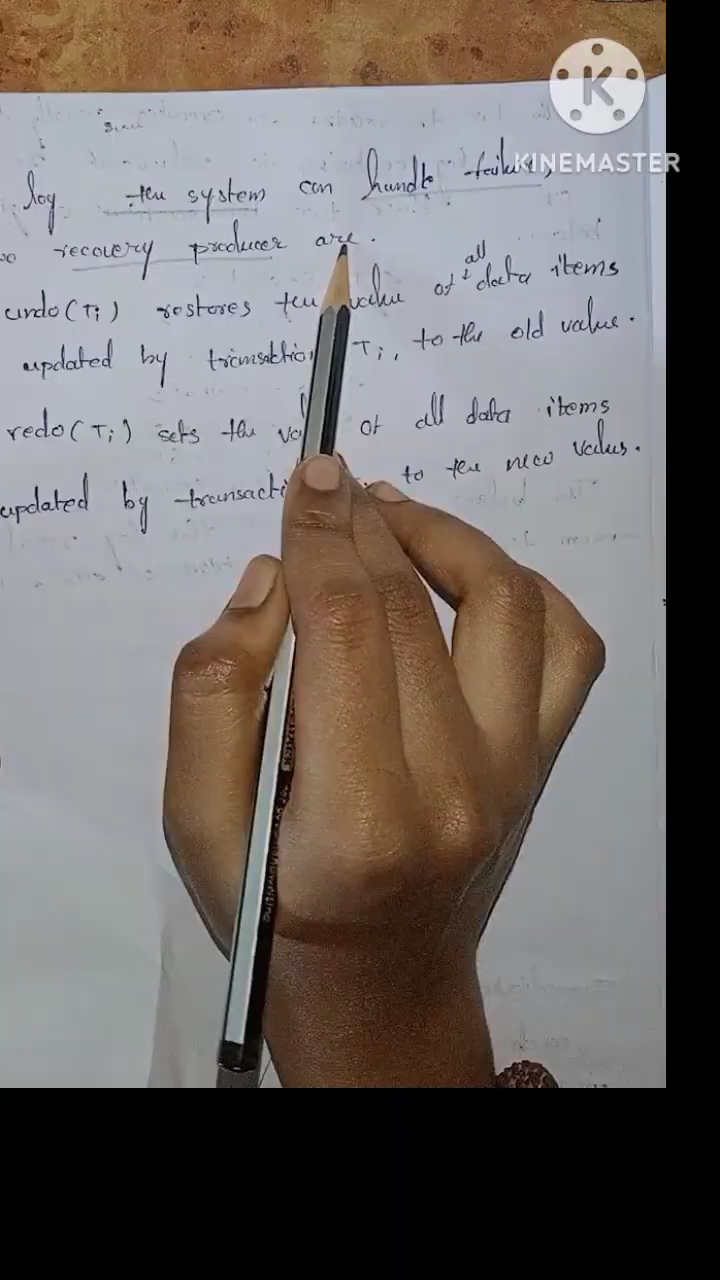 KINEMASTER
log the system can handle failure,
recovery producer are.
all
undo(Ti) restores the value of data items
updated by transaction Ti, to the old value.
redo(Ti) sets the of all data items
updated by to the new values.